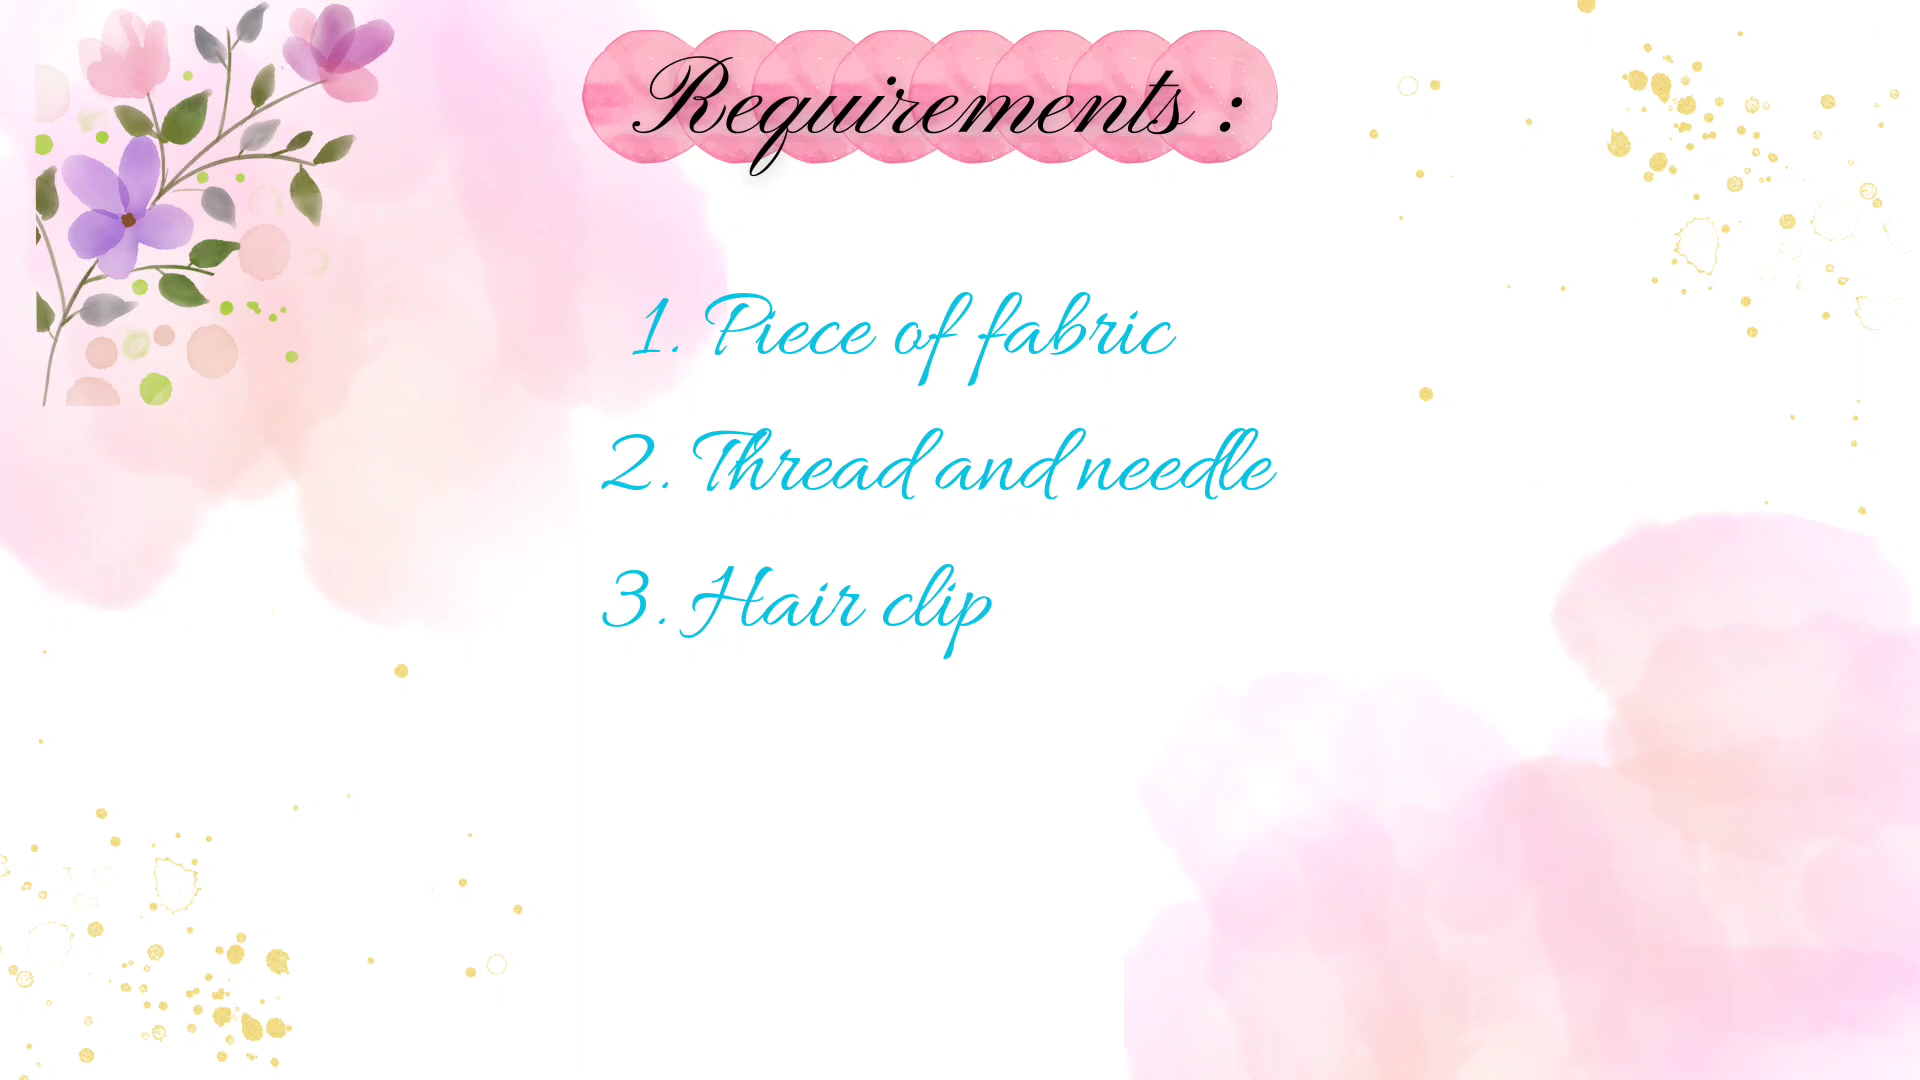 Requirements :
1. Piece of fabric
2. Thread and needle
3. Hair clip